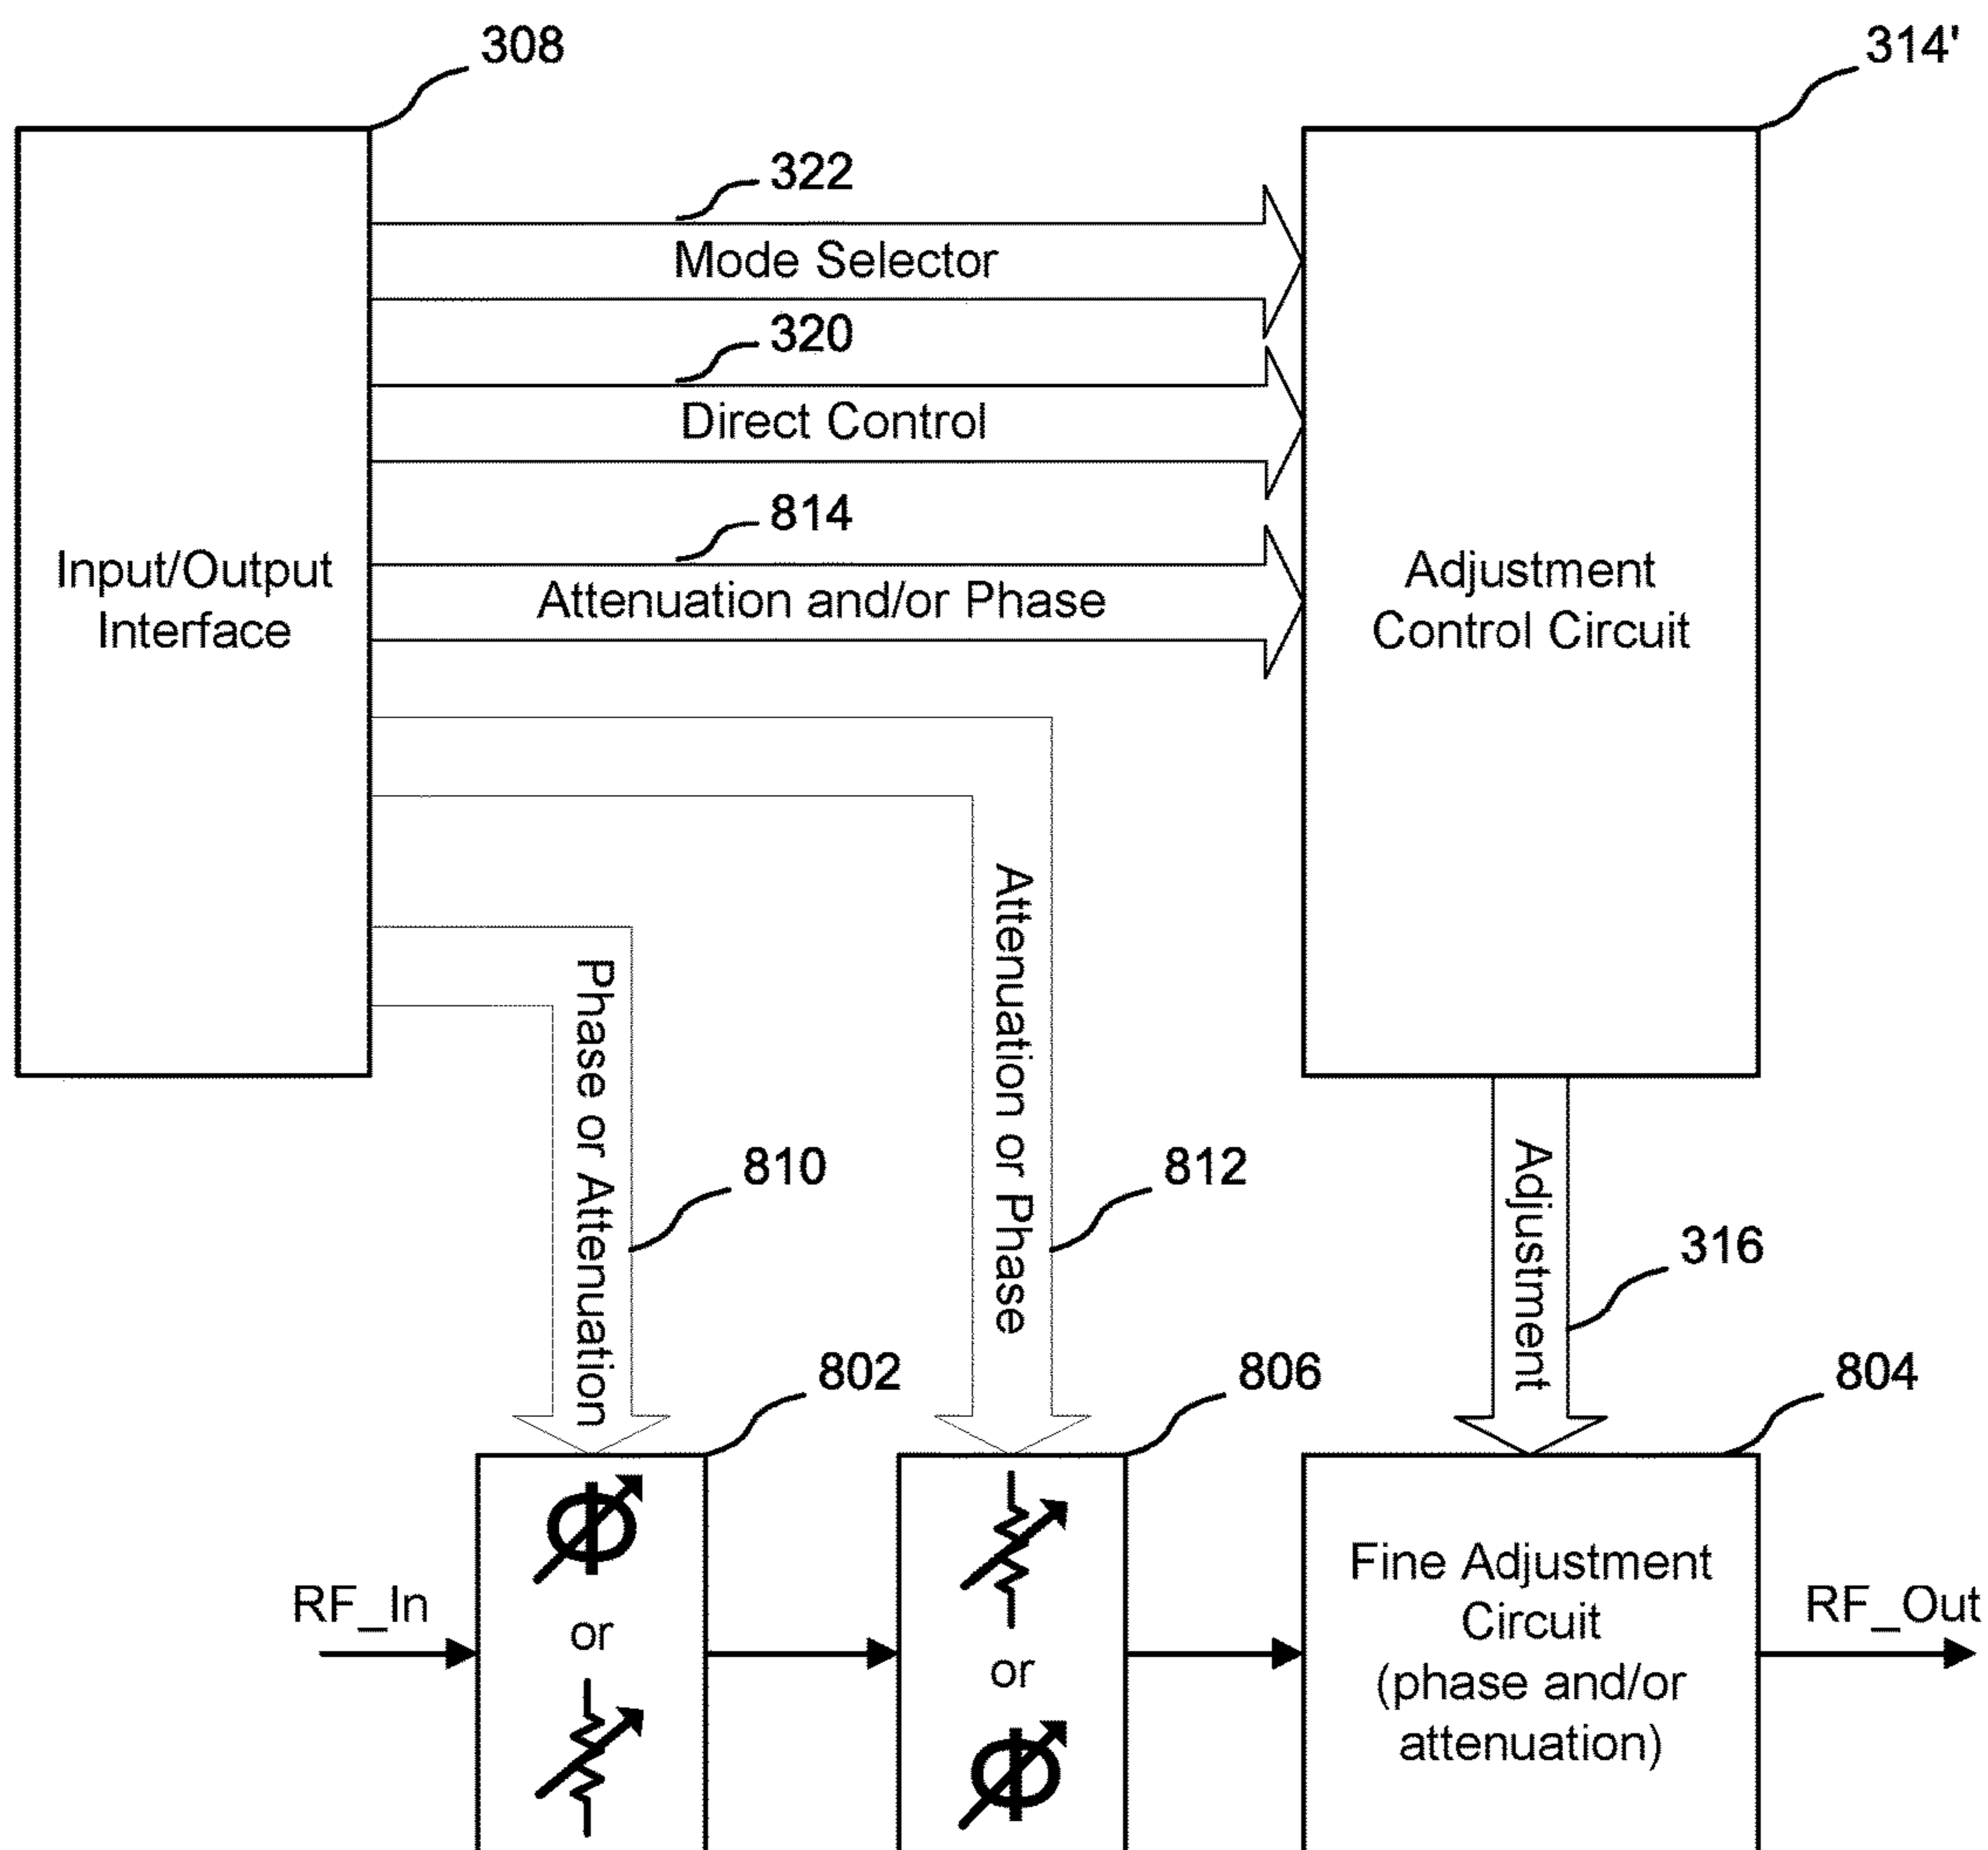 308
314'
322
Mode Selector
320
Direct Control
814
Attenuation and/or Phase
Input/Output
Interface
Adjustment
Control Circuit
Phase or Attenuation
810
Attenuation or Phase
812
Adjustment
316
802
806
804
RF_In
or
or
Fine Adjustment
Circuit
(phase and/or
attenuation)
RF_Out